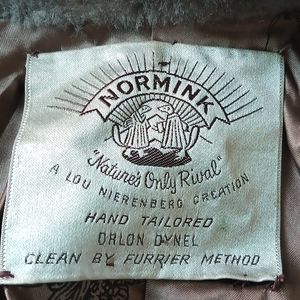 NORMINK
"Nature's Only Rival"
A LOU NIERENBERG CREATION
HAND TAILORED
ORLON DYNEL
CLEAN BY FURRIER METHOD